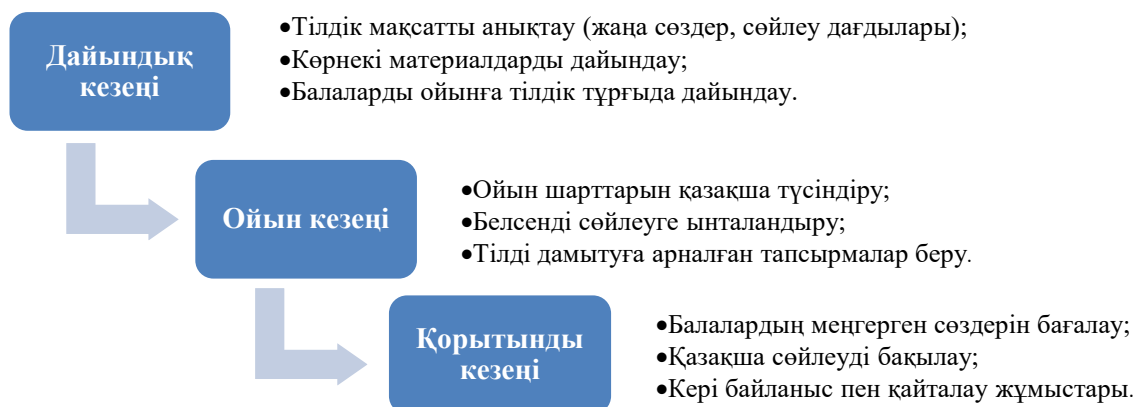 Дайындық
кезеңі
•Тілдік мақсатты анықтау (жаңа сөздер, сөйлеу дағдылары);
•Көрнекі материалдарды дайындау;
•Балаларды ойынға тілдік тұрғыда дайындау.
Ойын кезеңі
•Ойын шарттарын қазақша түсіндіру;
•Белсенді сөйлеуге ынталандыру;
•Тілді дамытуға арналған тапсырмалар беру.
Қорытынды
кезеңі
•Балалардың меңгерген сөздерін бағалау;
•Қазақша сөйлеуді бақылау;
•Кері байланыс пен қайталау жұмыстары.